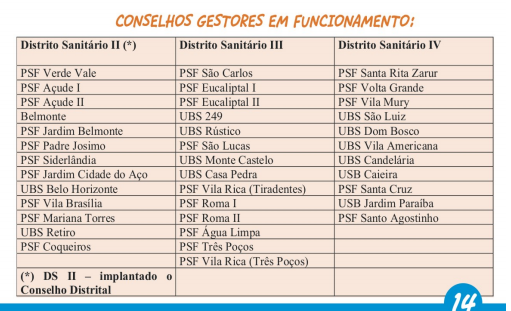 CONSELHOS GESTORES EM FUNCIONAMENTO:
Distrito Sanitário II (*) Distrito Sanitário III Distrito Sanitário IV
PSF Verde Vale PSF São Carlos PSF Santa Rita Zarur
PSF Açude I PSF Eucaliptal I PSF Volta Grande
PSF Açude II PSF Eucaliptal II PSF Vila Mury
Belmonte UBS 249 UBS São Luiz
PSF Jardim Belmonte UBS Rústico UBS Dom Bosco
PSF Padre Josimo PSF São Lucas UBS Vila Americana
PSF Siderlândia UBS Monte Castelo UBS Candelária
PSF Jardim Cidade do Aço UBS Casa Pedra USB Caieira
UBS Belo Horizonte PSF Vila Rica (Tiradentes) PSF Santa Cruz
PSF Vila Brasília PSF Roma I USB Jardim Paraíba
PSF Mariana Torres PSF Roma II PSF Santo Agostinho
UBS Retiro PSF Água Limpa
PSF Coqueiros PSF Três Poços
PSF Vila Rica (Três Poços)
(*) DS II – implantado o
Conselho Distrital
14